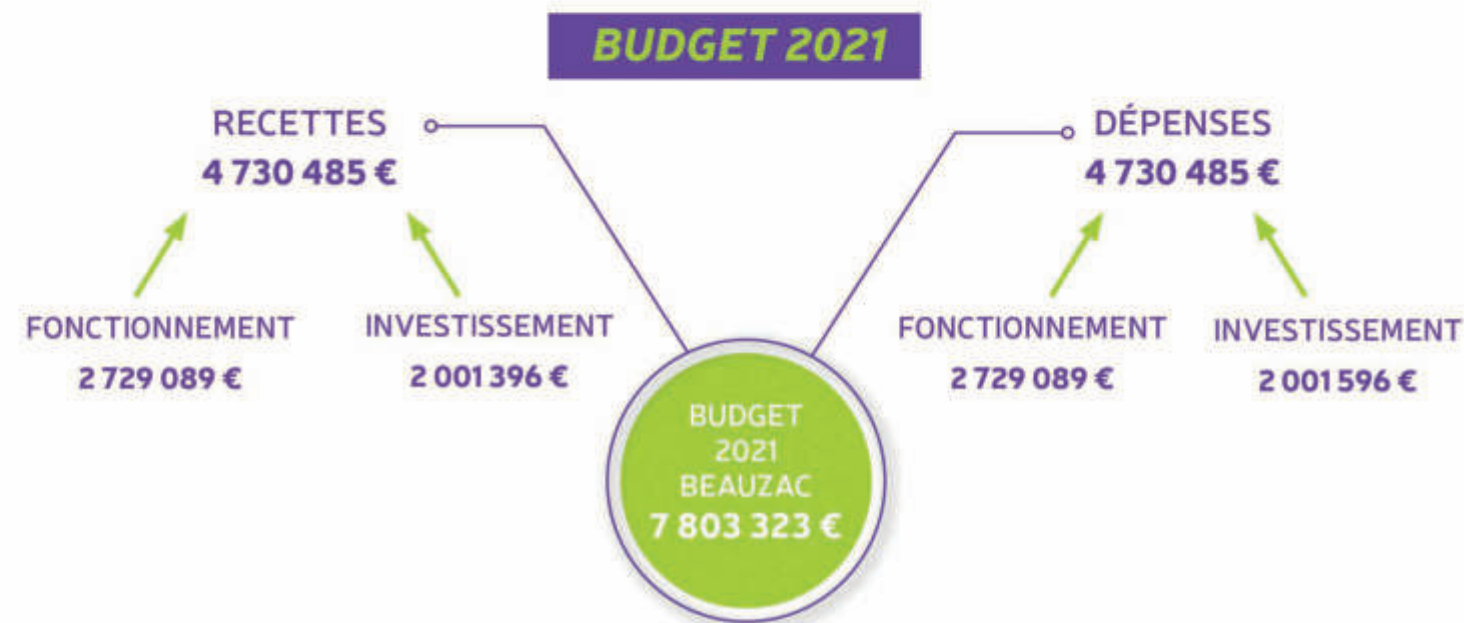 BUDGET 2021
RECETTES
4 730 485 €
FONCTIONNEMENT
2 729 089 €
INVESTISSEMENT
2 001 396 €
DÉPENSES
4 730 485 €
FONCTIONNEMENT
2 729 089 €
INVESTISSEMENT
2 001 596 €
BUDGET
2021
BEAUZAC
7 803 323 €